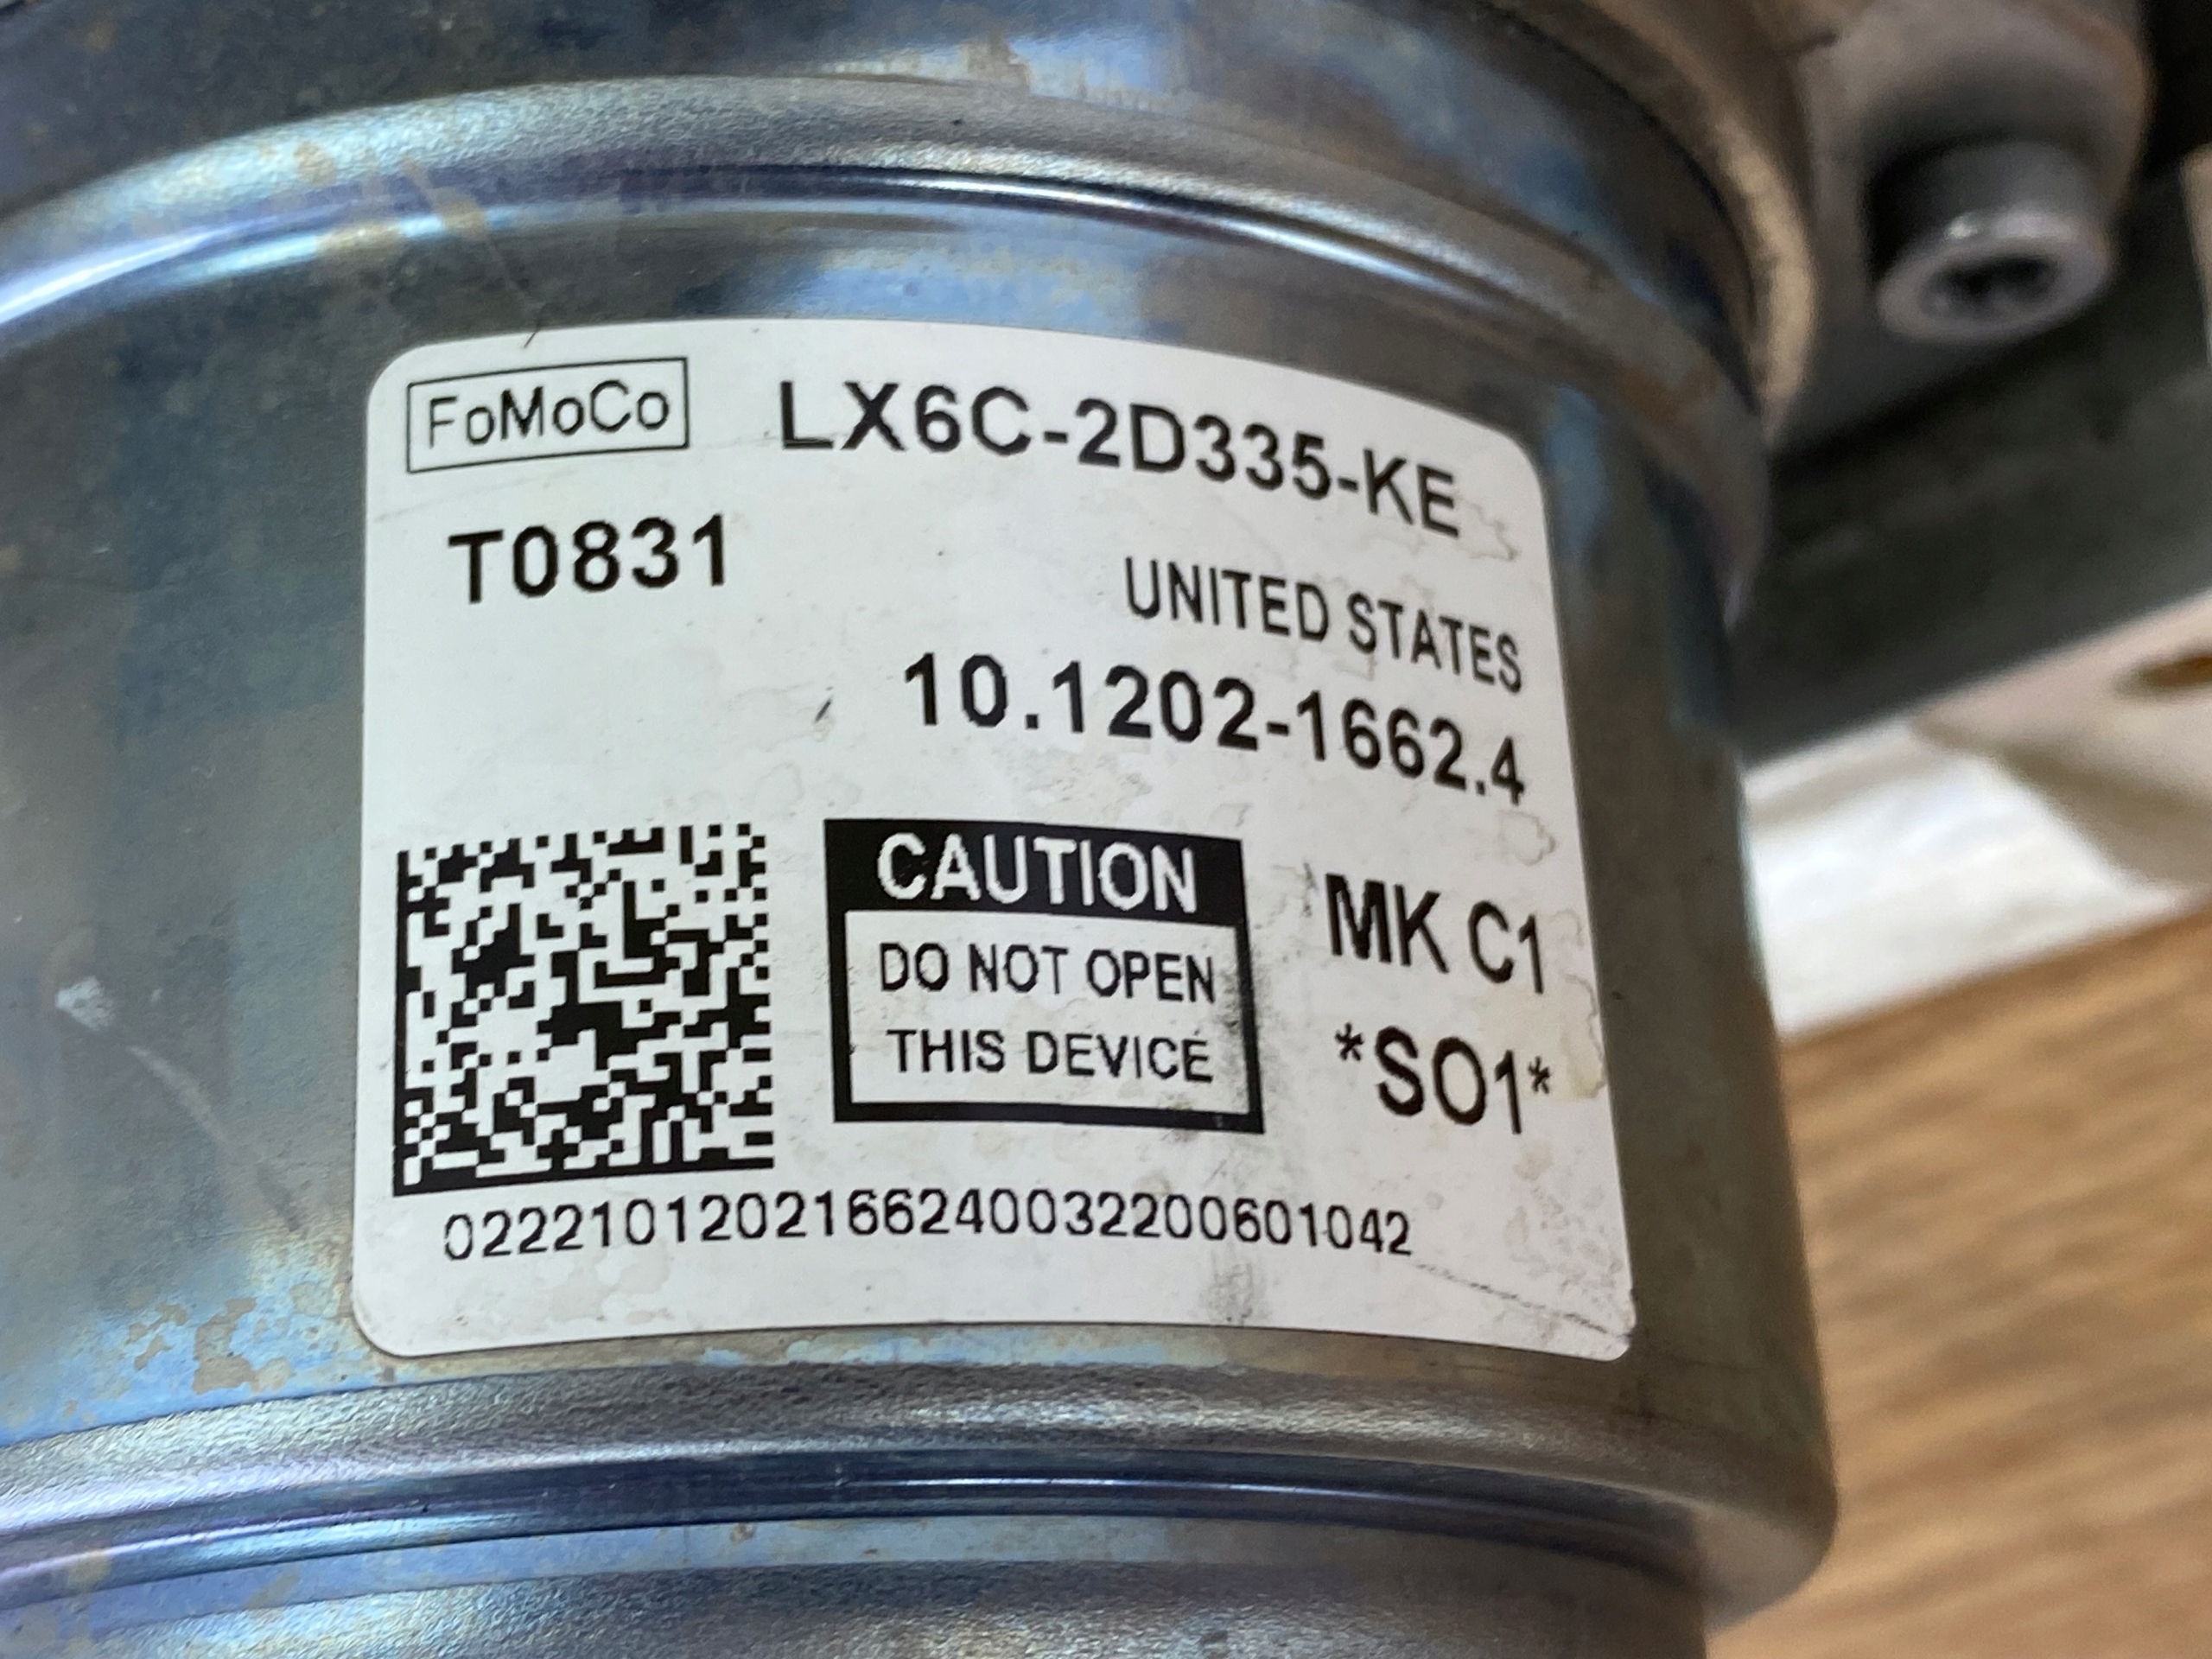 FoMoCo LX6C-2D335-KE
T0831
UNITED STATES
10.1202-1662.4
CAUTION
DO NOT OPEN
THIS DEVICE
MK C1
*SO1*
0222101202166240032200601042